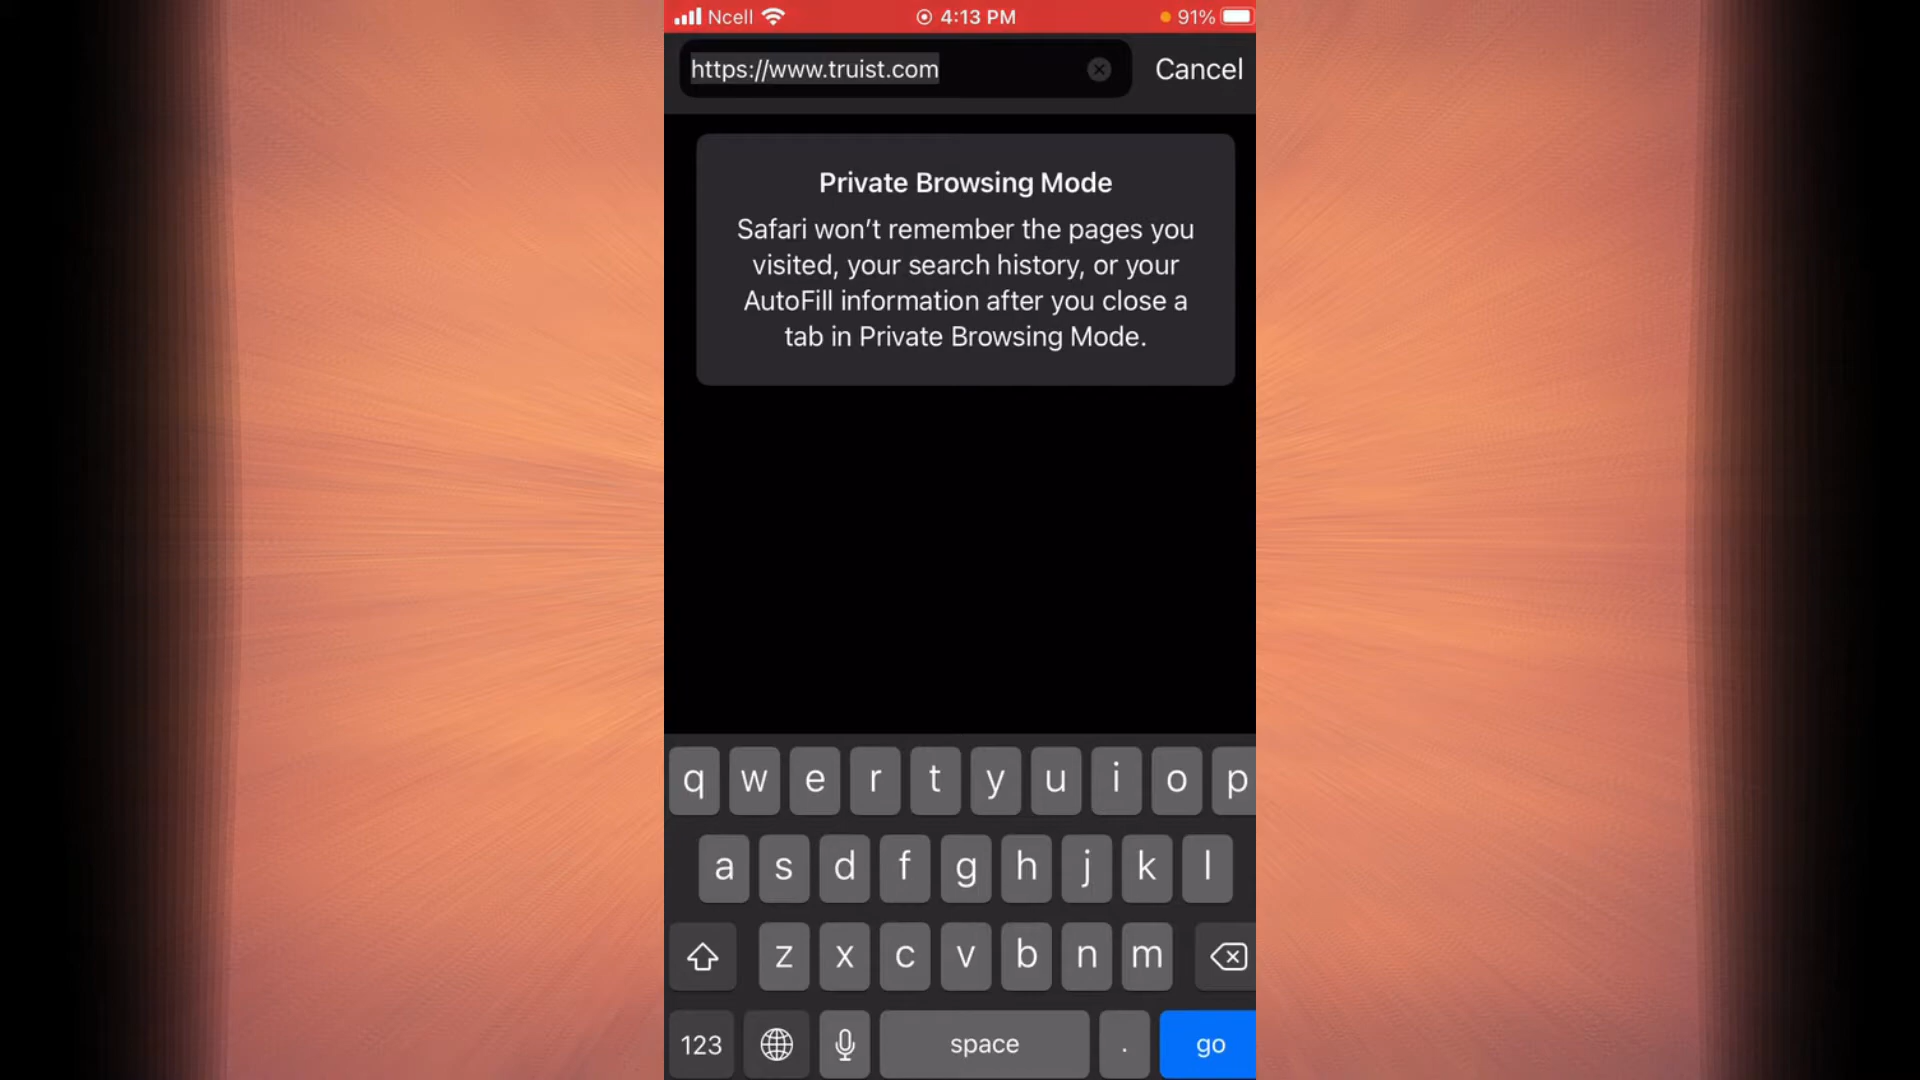 Ncell 4:13 PM 91%
https://www.truist.com Cancel
Private Browsing Mode
Safari won’t remember the pages you
visited, your search history, or your
AutoFill information after you close a
tab in Private Browsing Mode.
q w e r t y u i o p
a s d f g h j k l
z x c v b n m
123 space . go